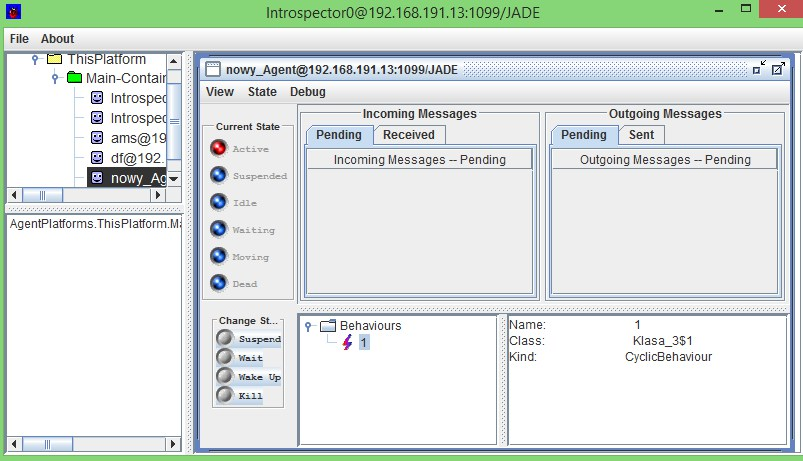 Introspector0@192.168.191.13:1099/JADE
File About
ThisPlatform
Main-Contain
Introspec
Introspec
ams@19
df@192.
nowy_Ag
AgentPlatforms.ThisPlatform.Ma
nowy_Agent@192.168.191.13:1099/JADE
View State Debug
Current State
Active
Suspended
Idle
Waiting
Moving
Dead
Change St...
Suspend
Wait
Wake Up
Kill
Incoming Messages
Pending Received
Incoming Messages -- Pending
Outgoing Messages
Pending Sent
Outgoing Messages -- Pending
Behaviours
1
Name: 1
Class: Klasa_3$1
Kind: CyclicBehaviour